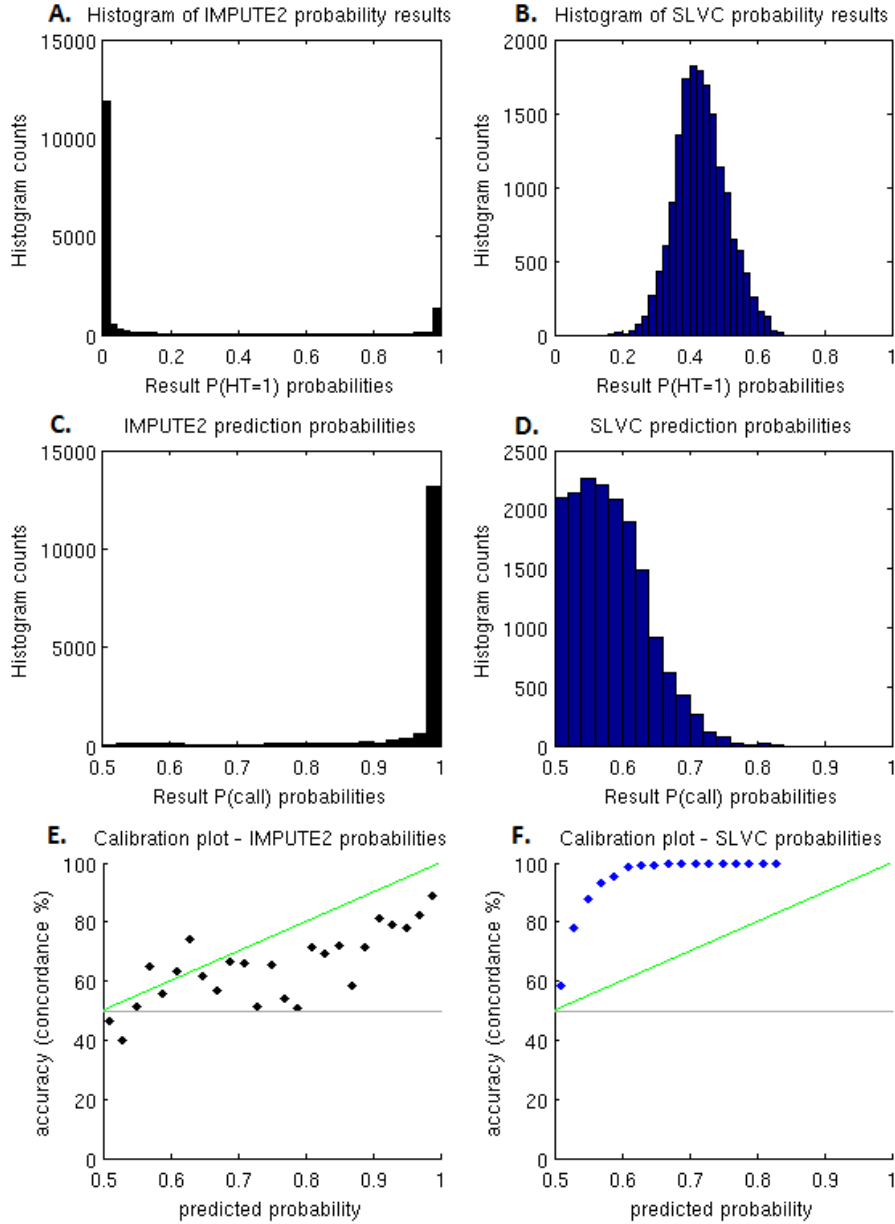 A. Histogram of IMPUTE2 probability results
15000
10000
5000
0
Histogram counts
0 0.2 0.4 0.6 0.8 1
Result P(HT=1) probabilities
B. Histogram of SLVC probability results
2000
1500
1000
500
0
Histogram counts
0 0.2 0.4 0.6 0.8 1
Result P(HT=1) probabilities
C. IMPUTE2 prediction probabilities
15000
10000
5000
0
Histogram counts
0.5 0.6 0.7 0.8 0.9 1
Result P(call) probabilities
D. SLVC prediction probabilities
2500
2000
1500
1000
500
0
Histogram counts
0.5 0.6 0.7 0.8 0.9 1
Result P(call) probabilities
E. Calibration plot - IMPUTE2 probabilities
100
80
60
40
20
0
accuracy (concordance %)
0.5 0.6 0.7 0.8 0.9 1
predicted probability
F. Calibration plot - SLVC probabilities
100
80
60
40
20
0
accuracy (concordance %)
0.5 0.6 0.7 0.8 0.9 1
predicted probability